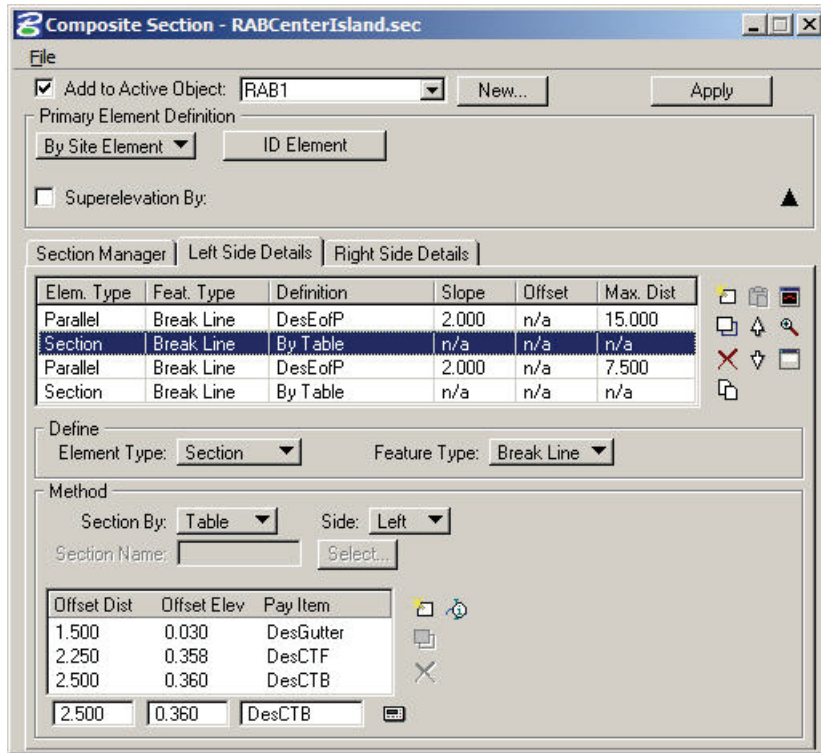 Composite Section - RABCenterIsland.sec
File
Add to Active Object: RAB1 New... Apply
Primary Element Definition
By Site Element ID Element
Superelevation By:
Section Manager Left Side Details Right Side Details
Elem. Type Feat. Type Definition Slope Offset Max. Dist
Parallel Break Line DesEofP 2.000 n/a 15.000
Section Break Line By Table n/a n/a n/a
Parallel Break Line DesEofP 2.000 n/a 7.500
Section Break Line By Table n/a n/a n/a
Define
Element Type: Section Feature Type: Break Line
Method
Section By: Table Side: Left
Section Name: Select...
Offset Dist Offset Elev Pay Item
1.500 0.030 DesGutter
2.250 0.358 DesCTF
2.500 0.360 DesCTB
2.500 0.360 DesCTB